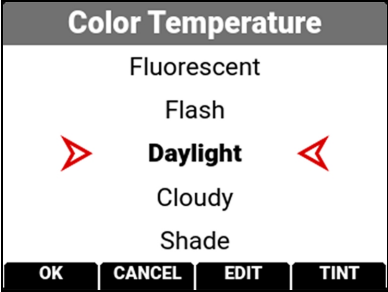 Color Temperature
Fluorescent
Flash
Daylight
Cloudy
Shade
OK CANCEL EDIT TINT